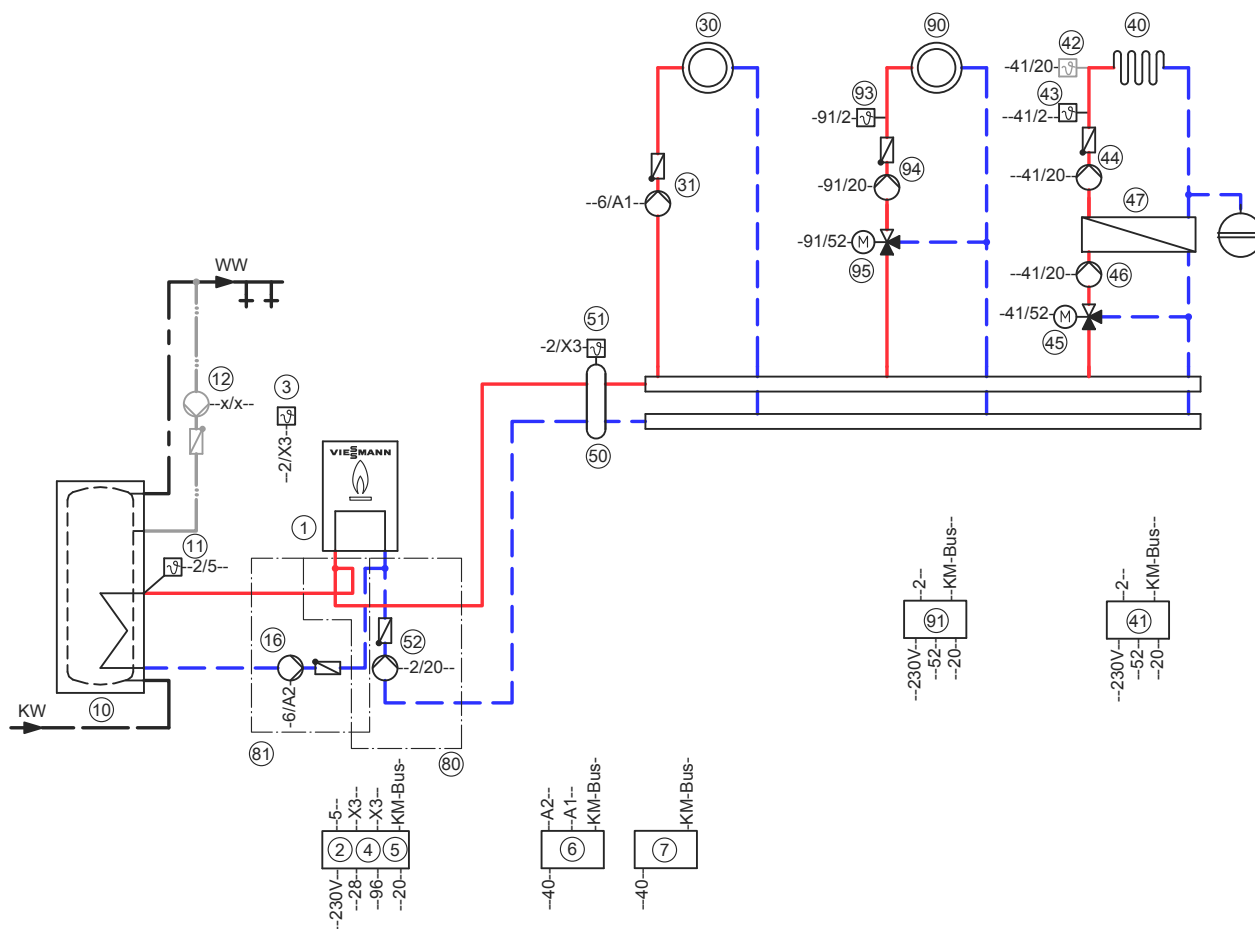 30
90
42
40
-41/20-
93
43
-91/2-
--41/2--
94
44
-91/20-
--41/20--
31
--6/A1--
47
-91/52-
M
95
--41/20--
46
-41/52-
M
45
WW
51
-2/X3-
12
--x/x--
3
--2/X3--
50
VIESSMANN
1
11
--2/5--
16
52
--2/20--
-6/A2-
10
KW
81
80
--2--
KM-Bus-
91
--230V-
--52--
--20--
--2--
KM-Bus-
41
--230V-
--52--
--20--
--5--
--X3--
--X3--
KM-Bus-
2
4
5
--230V-
--28--
--96--
--20--
--A2--
--A1--
KM-Bus-
6
--40--
KM-Bus-
7
--40--